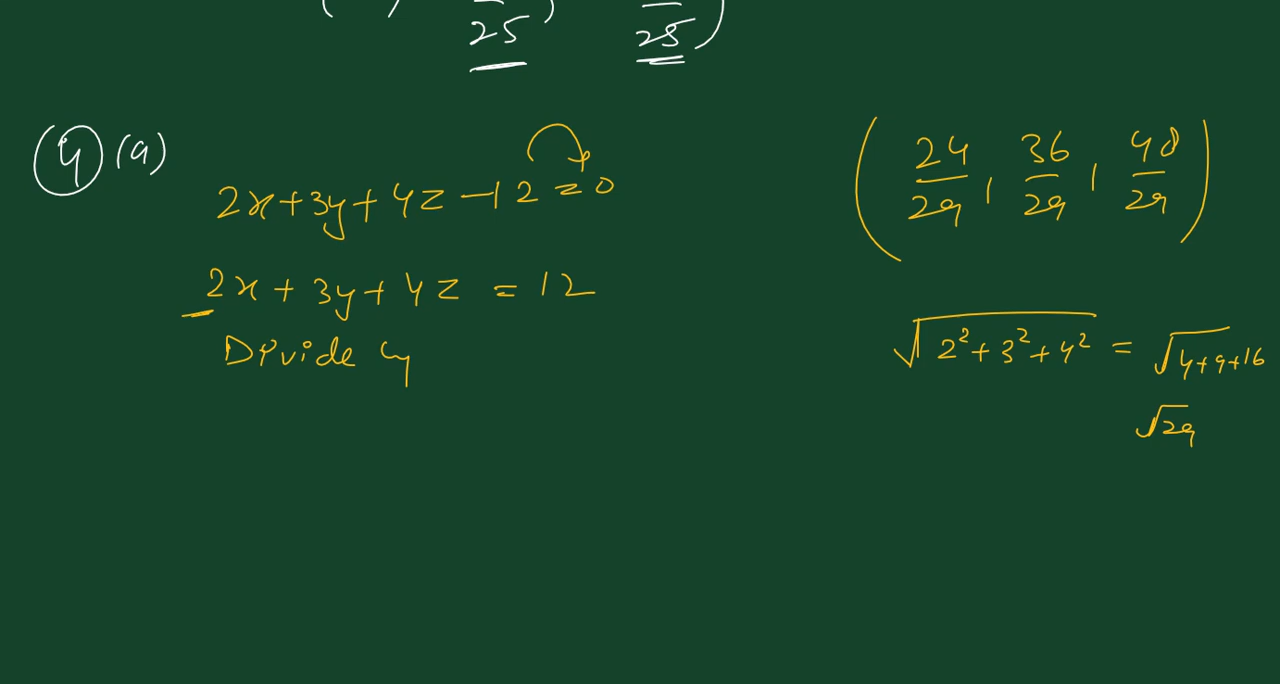 ( ) 25 ) 25 )
(4) (a)
2x+3y+4z-12=0
2x+3y+4z = 12
Divide by
( 24/29, 36/29, 48/29 )
√2²+3²+4² = √4+9+16
√29